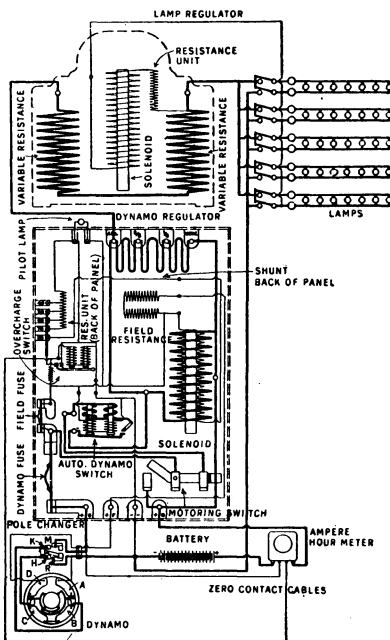 LAMP REGULATOR
RESISTANCE
UNIT
VARIABLE RESISTANCE
SOLENOID
VARIABLE RESISTANCE
LAMPS
PILOT LAMP
DYNAMO REGULATOR
SHUNT
BACK OF PANEL
OVERCHARGE
SWITCH
RES. UNIT
(BACK OF PANEL)
FIELD
RESISTANCE
FIELD FUSE
SOLENOID
AUTO. DYNAMO
SWITCH
DYNAMO FUSE
MOTORING SWITCH
POLE CHANGER
BATTERY
AMPÈRE
HOUR METER
K
M
H
R
D
A
ZERO CONTACT CABLES
C
B
DYNAMO